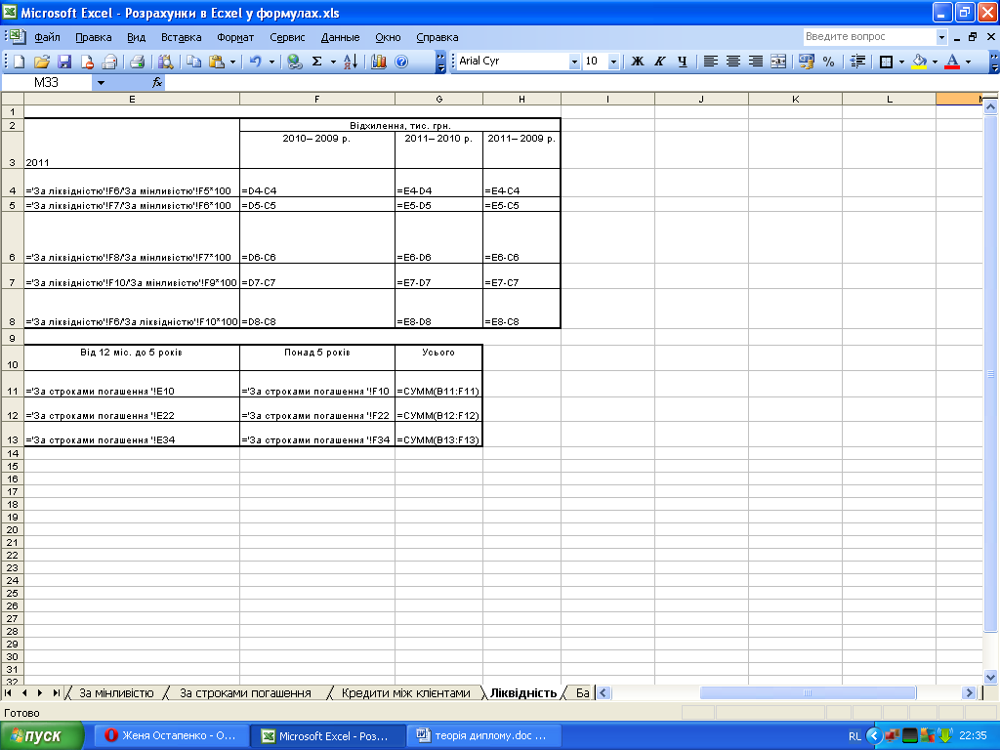 Microsoft Excel - Розрахунки в Ecxel у формулах.xls
Файл Правка Вид Вставка Формат Сервис Данные Окно Справка Введите вопрос
Arial Cyr 10 Ж К Ч
M33 fx
E F G H I J K L M
1
2 Відхилення, тис. грн.
3 2011 2010– 2009 р. 2011– 2010 р. 2011– 2009 р.
4 ='За ліквідністю'!F6/'За мінливістю'!F5*100 =D4-C4 =E4-D4 =E4-C4
5 ='За ліквідністю'!F7/'За мінливістю'!F6*100 =D5-C5 =E5-D5 =E5-C5
6 ='За ліквідністю'!F8/'За мінливістю'!F7*100 =D6-C6 =E6-D6 =E6-C6
7 ='За ліквідністю'!F10/'За мінливістю'!F9*100 =D7-C7 =E7-D7 =E7-C7
8 ='За ліквідністю'!F6/'За ліквідністю'!F10*100 =D8-C8 =E8-D8 =E8-C8
9
10 Від 12 міс. до 5 років Понад 5 років Усього
11 ='За строками погашення '!E10 ='За строками погашення '!F10 =СУММ(B11:F11)
12 ='За строками погашення '!E22 ='За строками погашення '!F22 =СУММ(B12:F12)
13 ='За строками погашення '!E34 ='За строками погашення '!F34 =СУММ(B13:F13)
14
15
16
17
18
19
20
21
22
23
24
25
26
27
28
29
30
31
32
За мінливістю За строками погашення Кредити між клієнтами Ліквідність Ба
Готово
пуск Женя Остапенко - О... Microsoft Excel - Роз... теорія диплому.doc ... RL 22:35